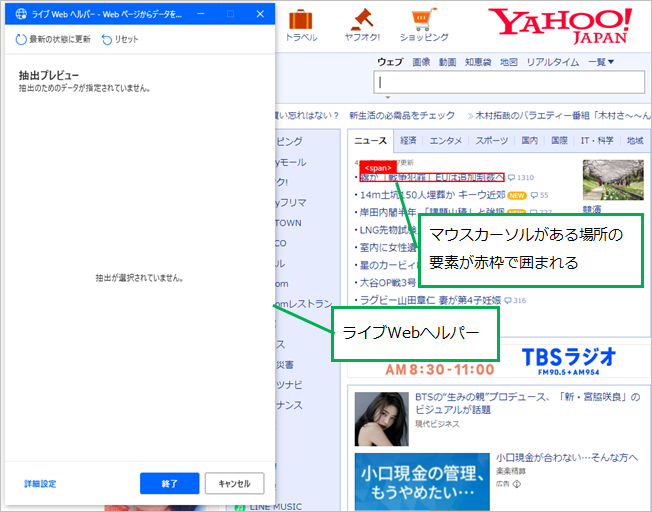 ライブ Web ヘルパー - Web ページからデータを...
最新の状態に更新
リセット
抽出プレビュー
抽出のためのデータが指定されていません。
抽出が選択されていません。
詳細設定
終了
キャンセル
トラベル
ヤフオク!
ショッピング
YAHOO!
JAPAN
ウェブ 画像 動画 知恵袋 地図 リアルタイム 一覧▼
買い忘れはない?
新生活の必需品をチェック
木村拓哉のバラエティー番組「木村さ~~ん
ニュース 経済 エンタメ スポーツ 国内 国際 IT・科学 地域
<span>
「戦争犯罪」EUは追加制裁へ 1310
14m土坑150人埋葬か キーウ近郊 NEW 55
岸田内閣半年
LNG先物試
室内に女性遺
星のカービィ
大谷OP戦3号
ラグビー山田章仁 妻が第4子妊娠 316
マウスカーソルがある場所の
要素が赤枠で囲まれる
ライブWebヘルパー
ッピング
yモール
ク!
yフリマ
TOWN
CO
ール
om
omレストラン
ス
災害
ツナビ
ナンス
LINE MUSIC
TBSラジオ
FM90.5+AM954
AM8:30-11:00
BTSの“生みの親”プロデュース、「新・宮脇咲良」の
ビジュアルが話題
現代ビジネス
小口現金の管理、
もうやめたい…
小口現金が合わない…そんな方へ
楽楽精算
広告